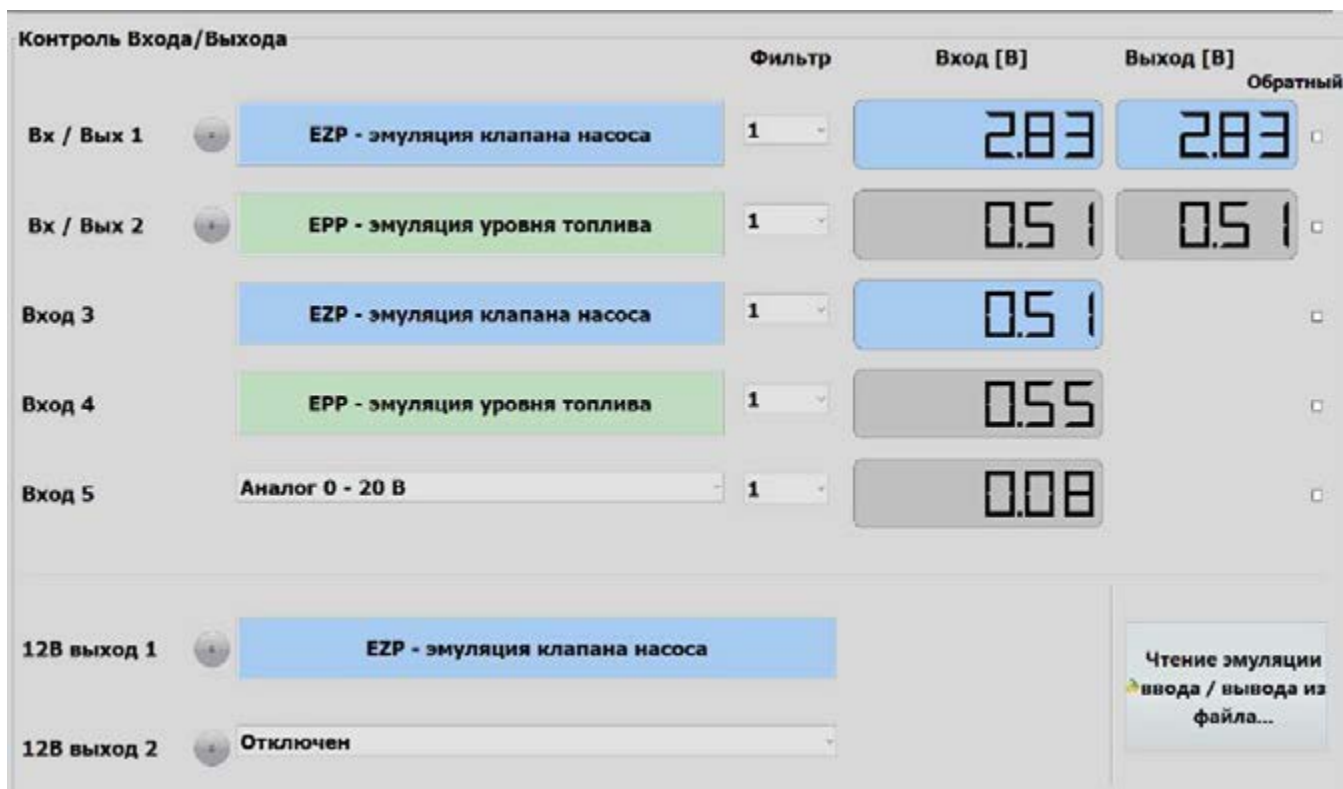 Контроль Входа/Выхода
Фильтр Вход [В] Выход [В]
Обратный
Вх / Вых 1 EZP - эмуляция клапана насоса 1 2.83 2.83
Вх / Вых 2 EPP - эмуляция уровня топлива 1 0.51 0.51
Вход 3 EZP - эмуляция клапана насоса 1 0.51
Вход 4 EPP - эмуляция уровня топлива 1 0.55
Вход 5 Аналог 0 - 20 В 1 0.08
12В выход 1 EZP - эмуляция клапана насоса
Чтение эмуляции
ввода / вывода из
файла...
12В выход 2 Отключен